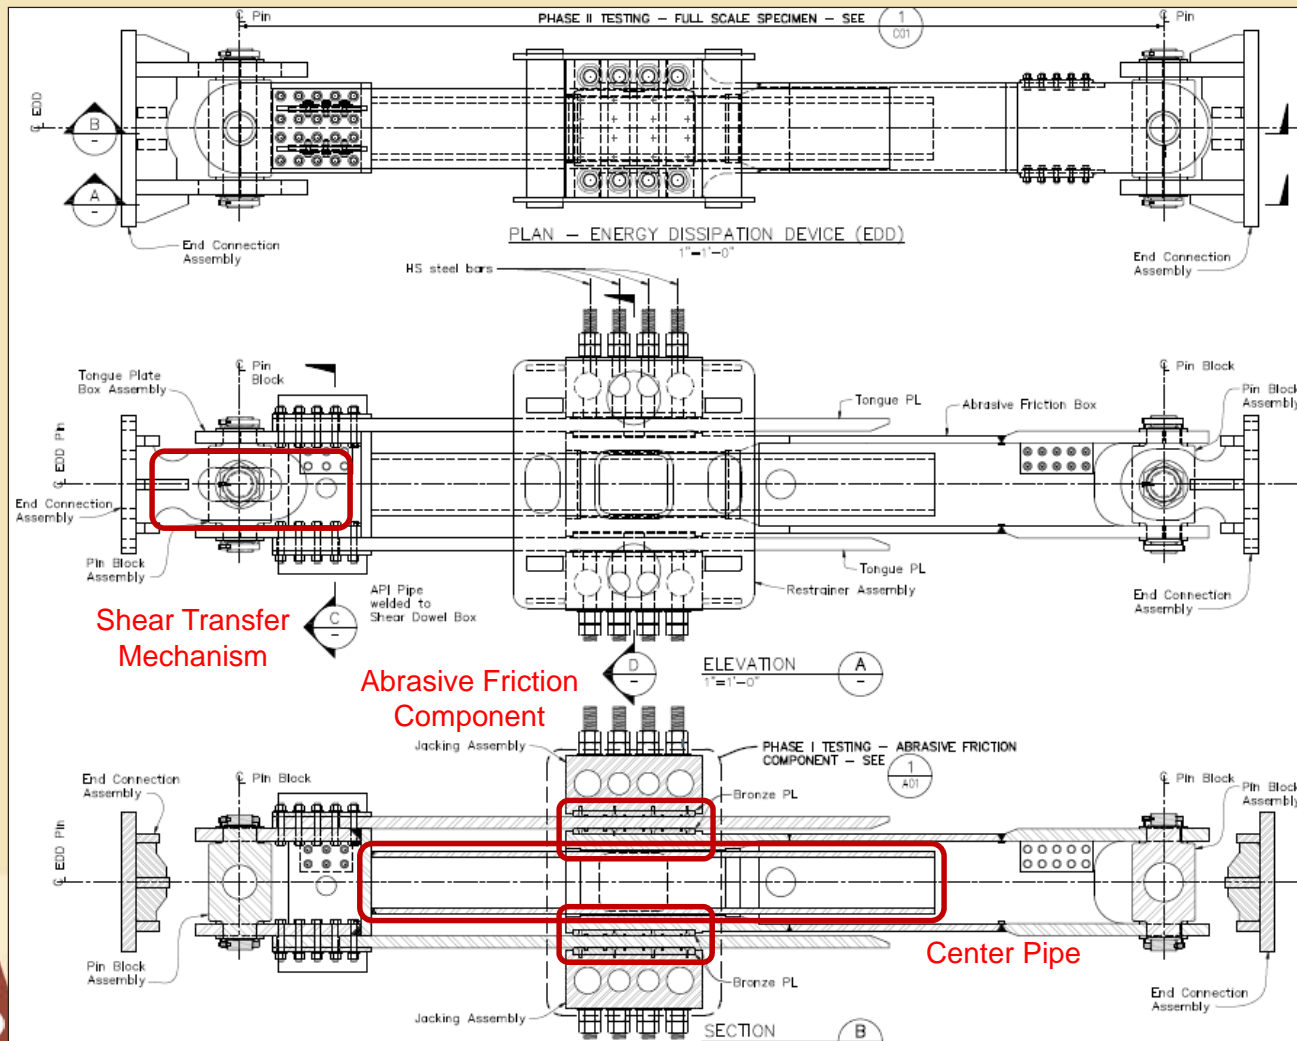 ℄ Pin
PHASE II TESTING – FULL SCALE SPECIMEN – SEE
1
C01
℄ Pin
℄ EDD
B
-
A
-
End Connection
Assembly
PLAN – ENERGY DISSIPATION DEVICE (EDD)
1"=1'-0"
End Connection
Assembly
HS steel bars
℄ Pin
Block
Tongue Plate
Box Assembly
℄ Pin Block
Pin Block
Assembly
Tongue PL
Abrasive Friction Box
℄ EDD Pin
End Connection
Assembly
Pin Block
Assembly
Tongue PL
Restrainer Assembly
End Connection
Assembly
API Pipe
welded to
Shear Dowel Box
C
-
Shear Transfer
Mechanism
D
-
ELEVATION
1"=1'-0"
A
-
Abrasive Friction
Component
Jacking Assembly
PHASE I TESTING – ABRASIVE FRICTION
COMPONENT – SEE
1
A01
End Connection
Assembly
℄ Pin Block
℄ Pin Block
Pin Block
Assembly
Bronze PL
℄ EDD Pin
Center Pipe
Pin Block
Assembly
Bronze PL
End Connection
Assembly
Jacking Assembly
SECTION
B